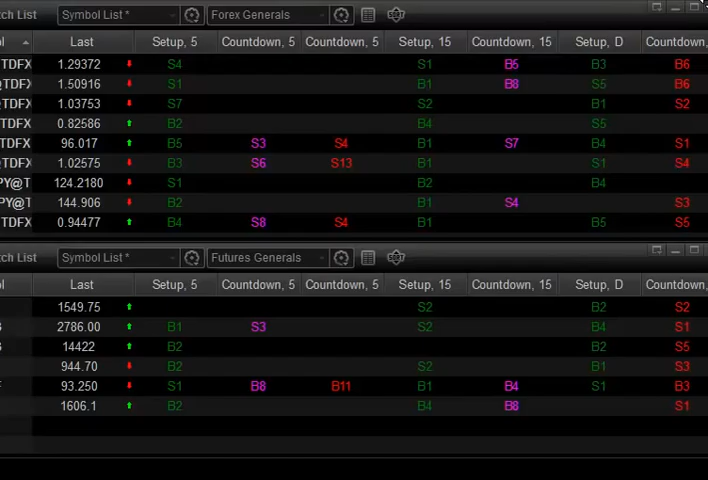 tch List Symbol List * Forex Generals
ol Last Setup, 5 Countdown, 5 Countdown, 5 Setup, 15 Countdown, 15 Setup, D Countdown,
TDFX 1.29372 S4 S1 B5 B3 B6
@TDFX 1.50916 S1 B1 B8 S5 B6
TDFX 1.03753 S7 S2 B1 S2
TDFX 0.82586 B2 B4 S5
TDFX 96.017 B5 S3 S4 B1 S7 B4 S1
TDFX 1.02575 B3 S6 S13 B1 S1 S4
PY@T 124.2180 S1 B2 B4
PY@T 144.906 B2 B1 S4 S3
TDFX 0.94477 B4 S8 S4 B1 B5 S5
tch List Symbol List * Futures Generals
Last Setup, 5 Countdown, 5 Countdown, 5 Setup, 15 Countdown, 15 Setup, D Countdown,
1549.75 S2 B2 S2
2786.00 B1 S3 S2 B4 S1
14422 B2 B2 S5
944.70 B2 S2 B1 S3
93.250 S1 B8 B11 B1 B4 S1 B3
1606.1 B2 B4 B8 S1